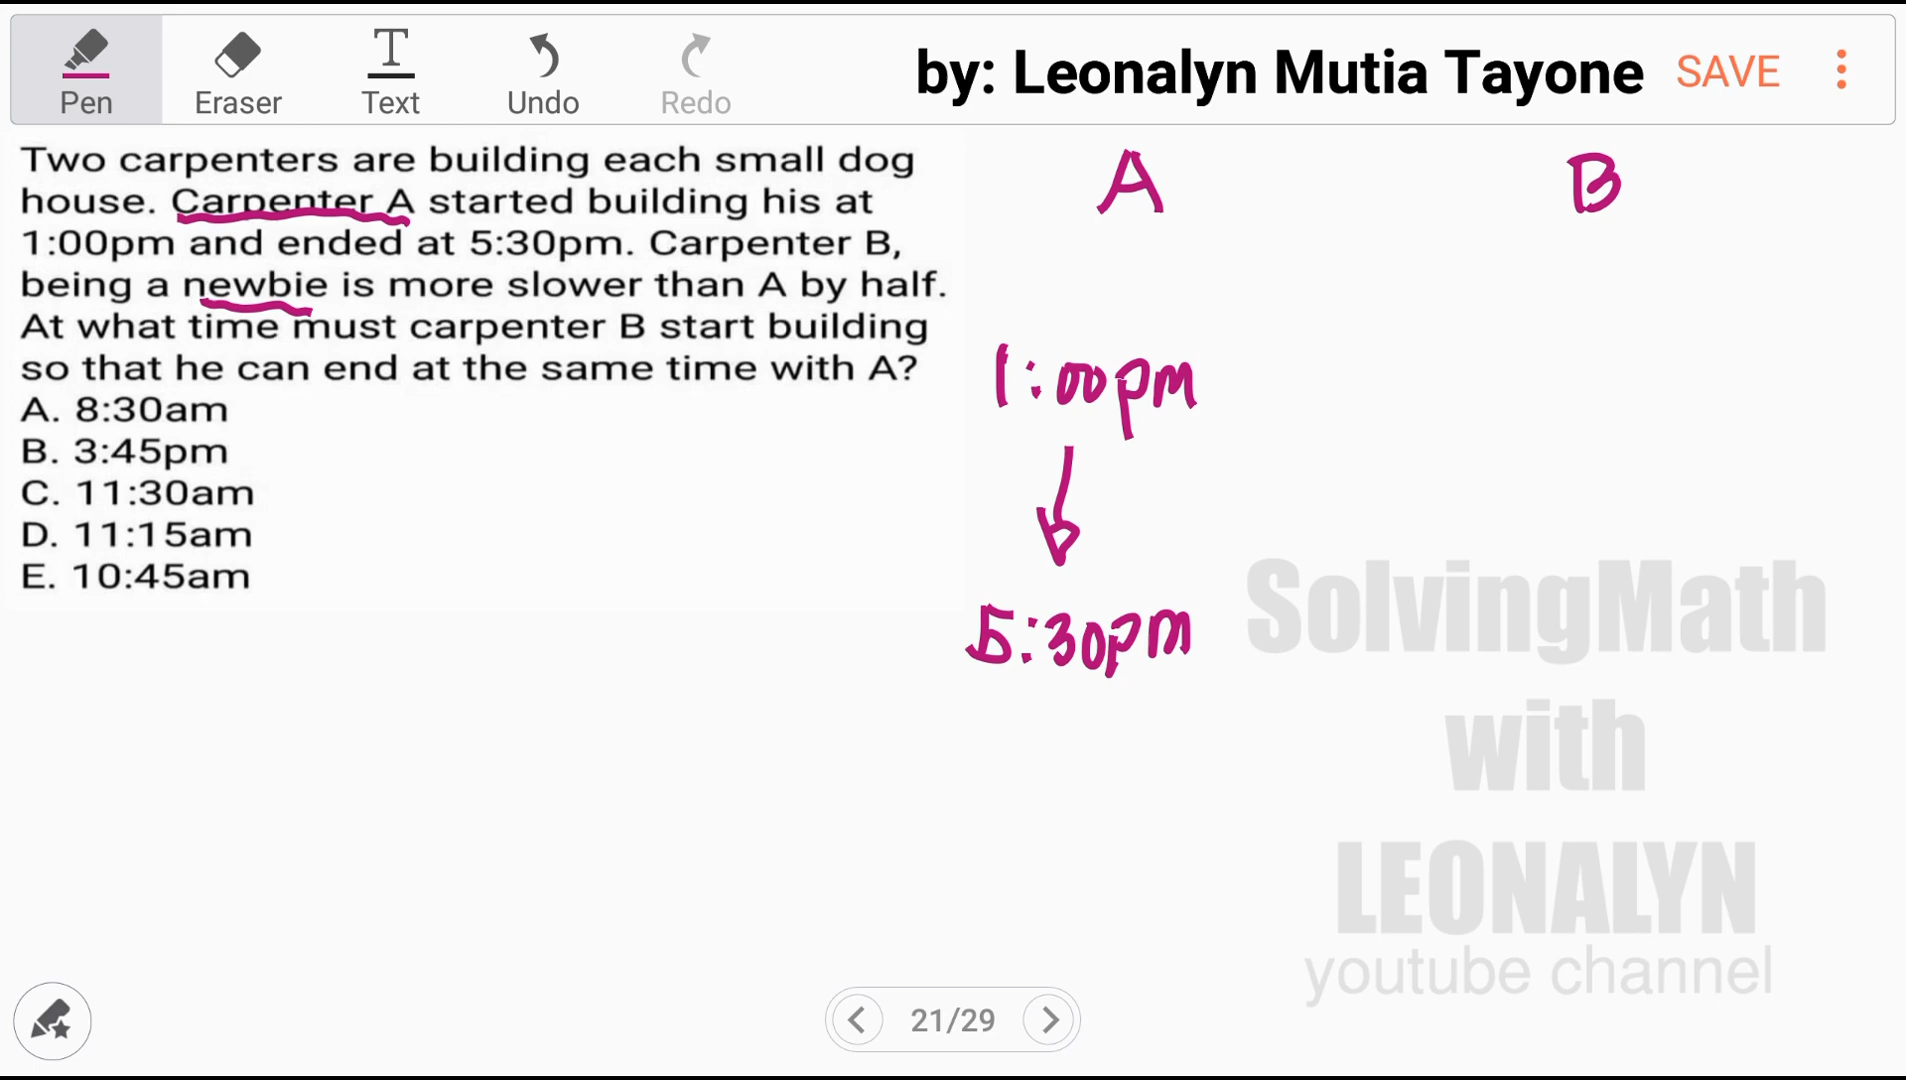 Pen
Eraser
Text
Undo
Redo
by: Leonalyn Mutia Tayone
SAVE
Two carpenters are building each small dog
house. Carpenter A started building his at
1:00pm and ended at 5:30pm. Carpenter B,
being a newbie is more slower than A by half.
At what time must carpenter B start building
so that he can end at the same time with A?
A. 8:30am
B. 3:45pm
C. 11:30am
D. 11:15am
E. 10:45am
A
B
1:00pm
5:30pm
SolvingMath
with
LEONALYN
youtube channel
21/29